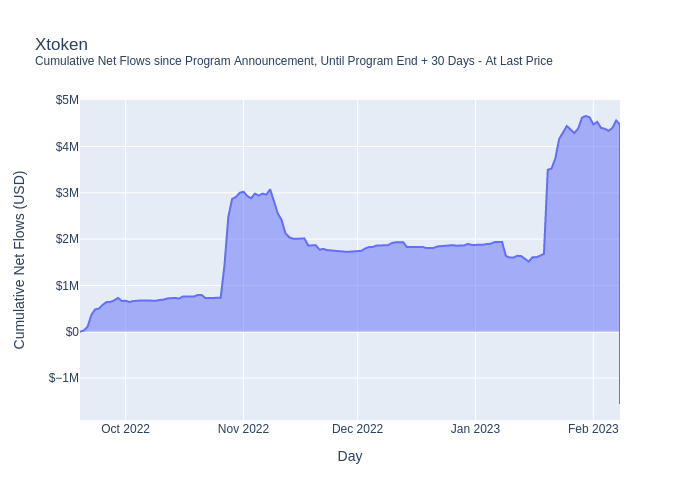 Xtoken
Cumulative Net Flows since Program Announcement, Until Program End + 30 Days - At Last Price
$5M
$4M
$3M
$2M
$1M
$0
$−1M
Cumulative Net Flows (USD)
Oct 2022
Nov 2022
Dec 2022
Jan 2023
Feb 2023
Day